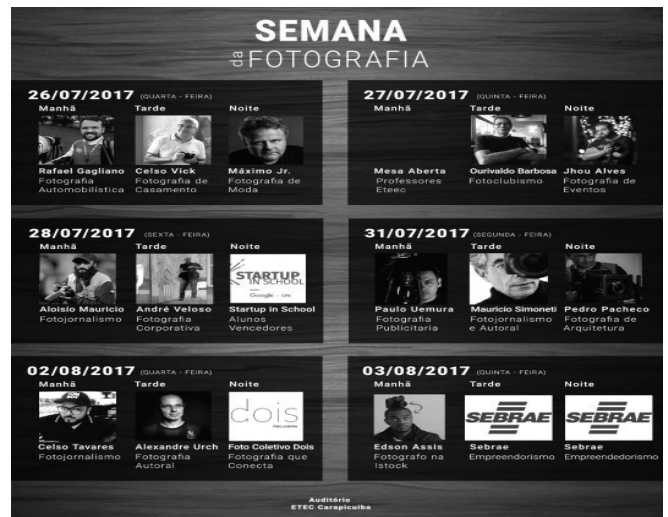 SEMANA
da FOTOGRAFIA
26/07/2017 (QUARTA - FEIRA)
Manhã Tarde Noite
Rafael Gagliano Celso Vick Máximo Jr.
Fotografia Fotografia de Fotografia de
Automobilística Casamento Moda
27/07/2017 (QUINTA - FEIRA)
Manhã Tarde Noite
Mesa Aberta Ourivaldo Barbosa Jhou Alves
Professores Fotoclubismo Fotografia de
Eteec Eventos
28/07/2017 (SEXTA - FEIRA)
Manhã Tarde Noite
STARTUP
IN SCHOOL
Google
Aloisio Mauricio André Veloso Startup in School
Fotojornalismo Fotografia Alunos
Corporativa Vencedores
31/07/2017 (SEGUNDA - FEIRA)
Manhã Tarde Noite
Paulo Uemura Mauricio Simoneti Pedro Pacheco
Fotografia Fotojornalismo Fotografia de
Publicitaria e Autoral Arquitetura
02/08/2017 (QUARTA - FEIRA)
Manhã Tarde Noite
dois
Celso Tavares Alexandre Urch Foto Coletivo Dois
Fotojornalismo Fotografia Fotografia que
Autoral Conecta
03/08/2017 (QUINTA - FEIRA)
Manhã Tarde Noite
SEBRAE SEBRAE
Edson Assis Sebrae Sebrae
Fotografo na Empreendorismo Empreendedorismo
Istock
Auditório
ETEC Carapicuiba